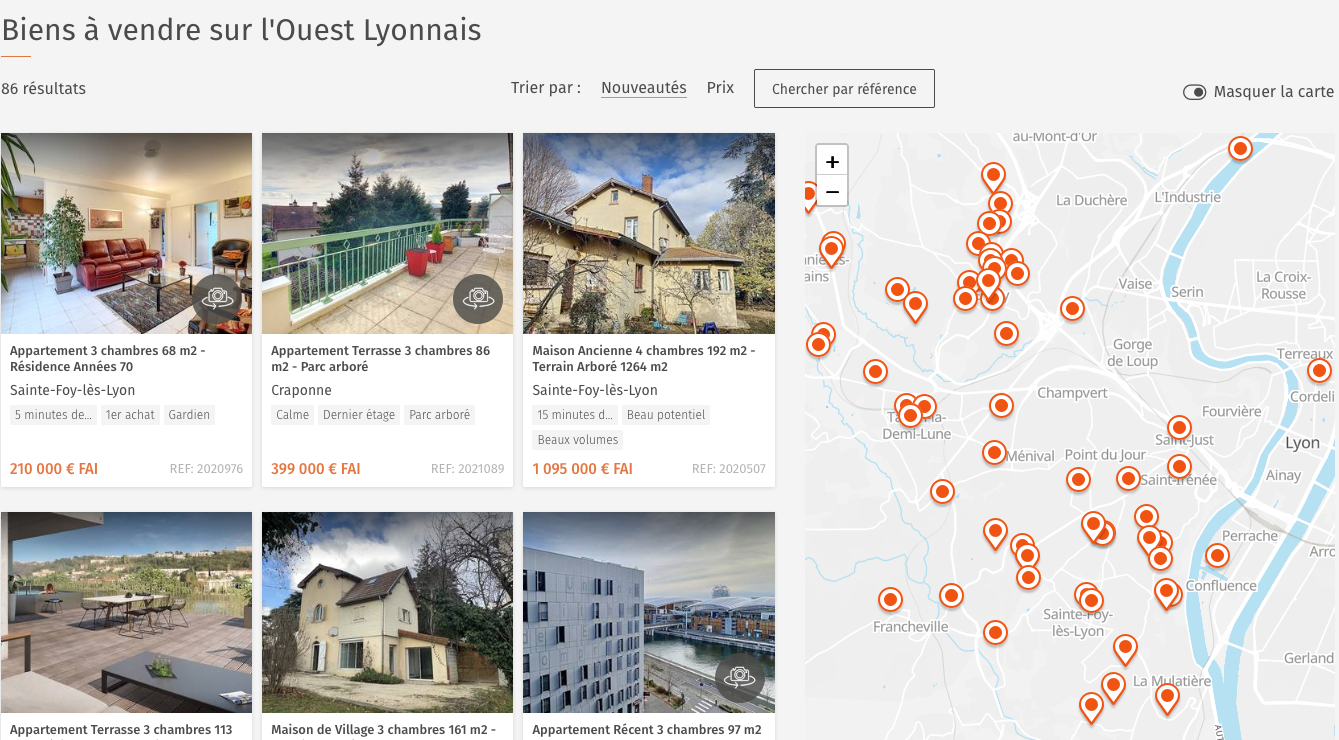 Biens à vendre sur l'Ouest Lyonnais
86 résultats
Trier par :
Nouveautés
Prix
Chercher par référence
Masquer la carte
Appartement 3 chambres 68 m2 -
Résidence Années 70
Sainte-Foy-lès-Lyon
5 minutes de...
1er achat
Gardien
210 000 € FAI
REF: 2020976
Appartement Terrasse 3 chambres 86
m2 - Parc arboré
Craponne
Calme
Dernier étage
Parc arboré
399 000 € FAI
REF: 2021089
Maison Ancienne 4 chambres 192 m2 -
Terrain Arboré 1264 m2
Sainte-Foy-lès-Lyon
15 minutes d...
Beau potentiel
Beaux volumes
1 095 000 € FAI
REF: 2020507
Appartement Terrasse 3 chambres 113
Maison de Village 3 chambres 161 m2 -
Appartement Récent 3 chambres 97 m2
+
−
au-Mont-d'Or
La Duchère
L'Industrie
ains
Vaise
Serin
La Croix-
Rousse
Gorge
de Loup
Terreaux
Champvert
Cordeli
Demi-Lune
Fourvière
Saint-Just
Lyon
Ménival
Point du Jour
Saint-Irénée
Ainay
Perrache
Arro
Confluence
Francheville
Sainte-Foy-
lès-Lyon
Gerland
La Mulatière
AUT